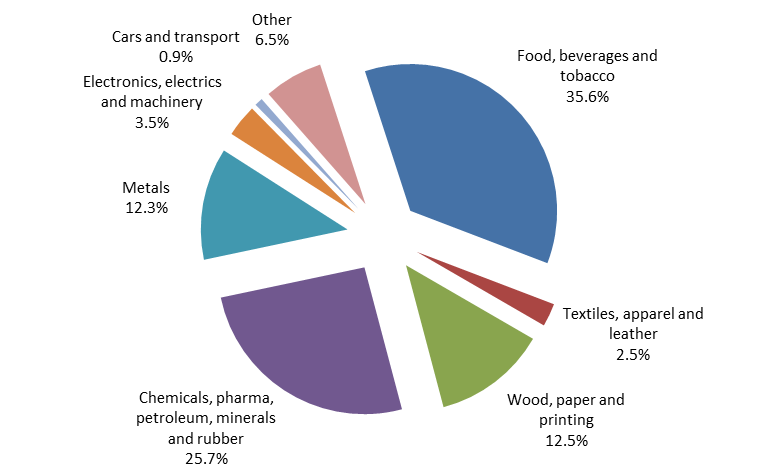 Other
6.5%
Cars and transport
0.9%
Electronics, electrics
and machinery
3.5%
Metals
12.3%
Food, beverages and
tobacco
35.6%
Textiles, apparel and
leather
2.5%
Wood, paper and
printing
12.5%
Chemicals, pharma,
petroleum, minerals
and rubber
25.7%